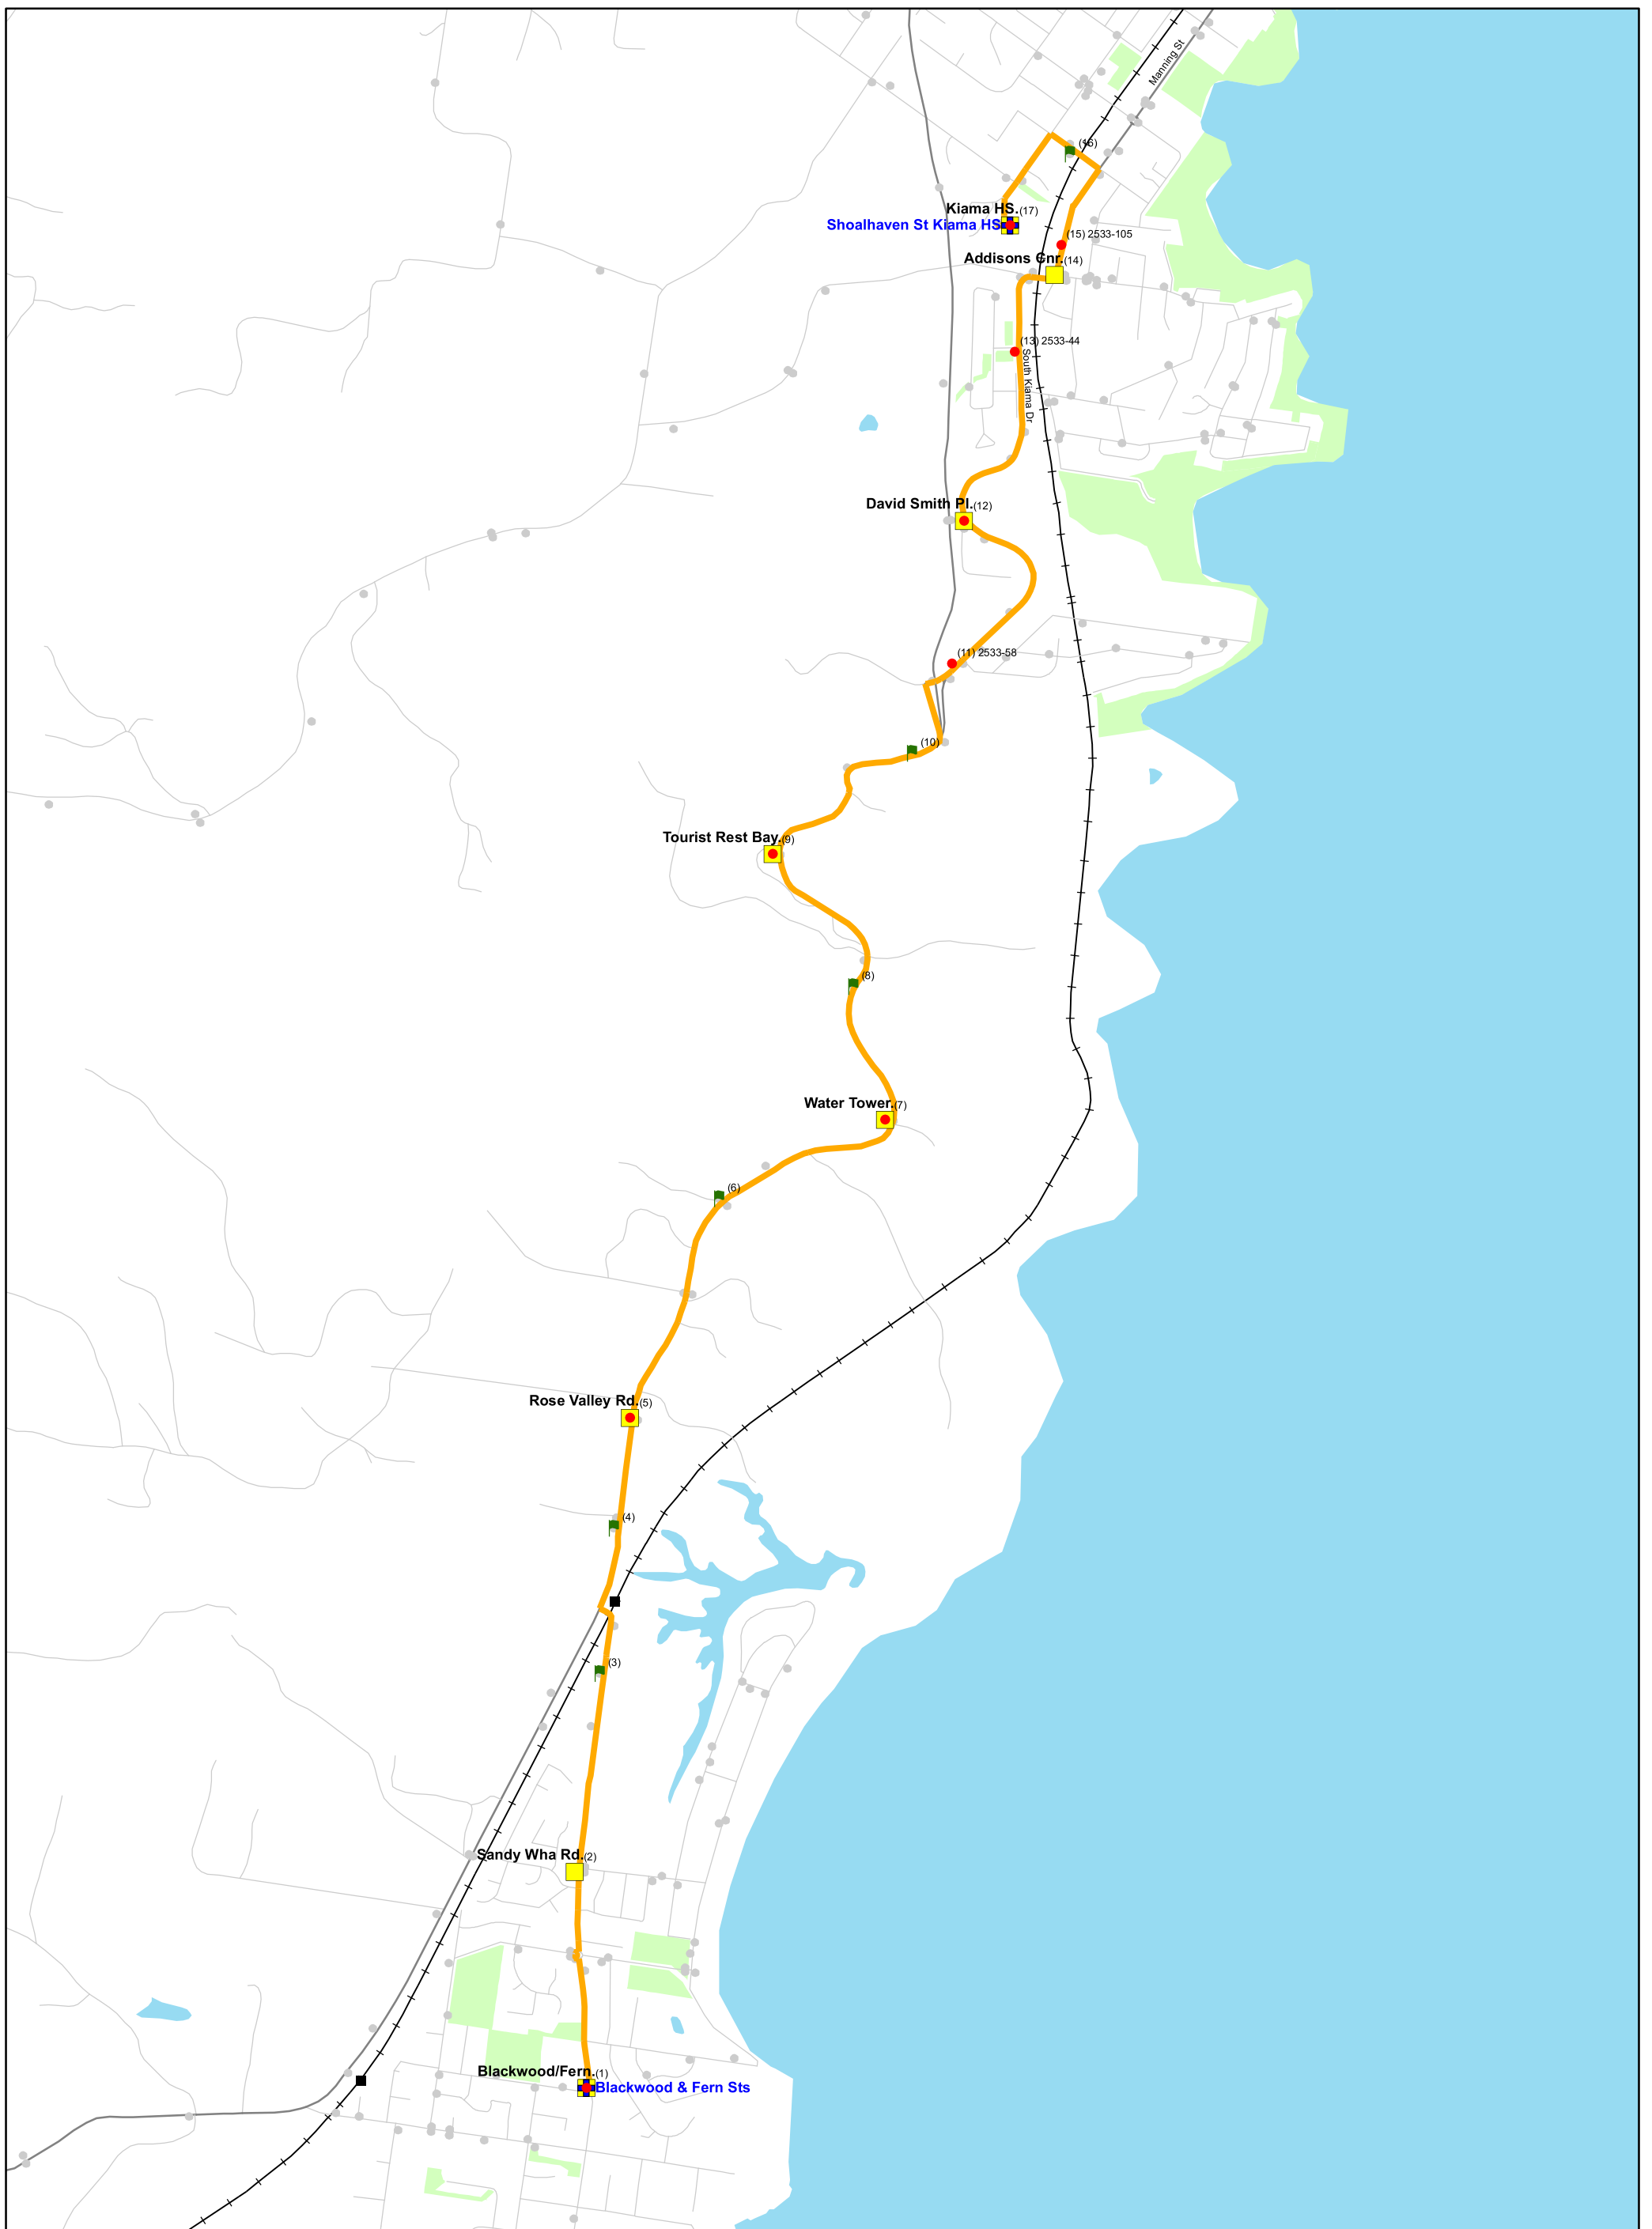 Manning St
(16)
Kiama HS.(17)
Shoalhaven St Kiama HS
(15) 2533-105
Addisons Cnr.(14)
(13) 2533-44
South Kiama Dr
David Smith Pl.(12)
(11) 2533-58
(10)
Tourist Rest Bay.(9)
(8)
Water Tower.(7)
(6)
Rose Valley Rd.(5)
(4)
(3)
Sandy Wha Rd.(2)
Blackwood/Fern.(1)
Blackwood & Fern Sts